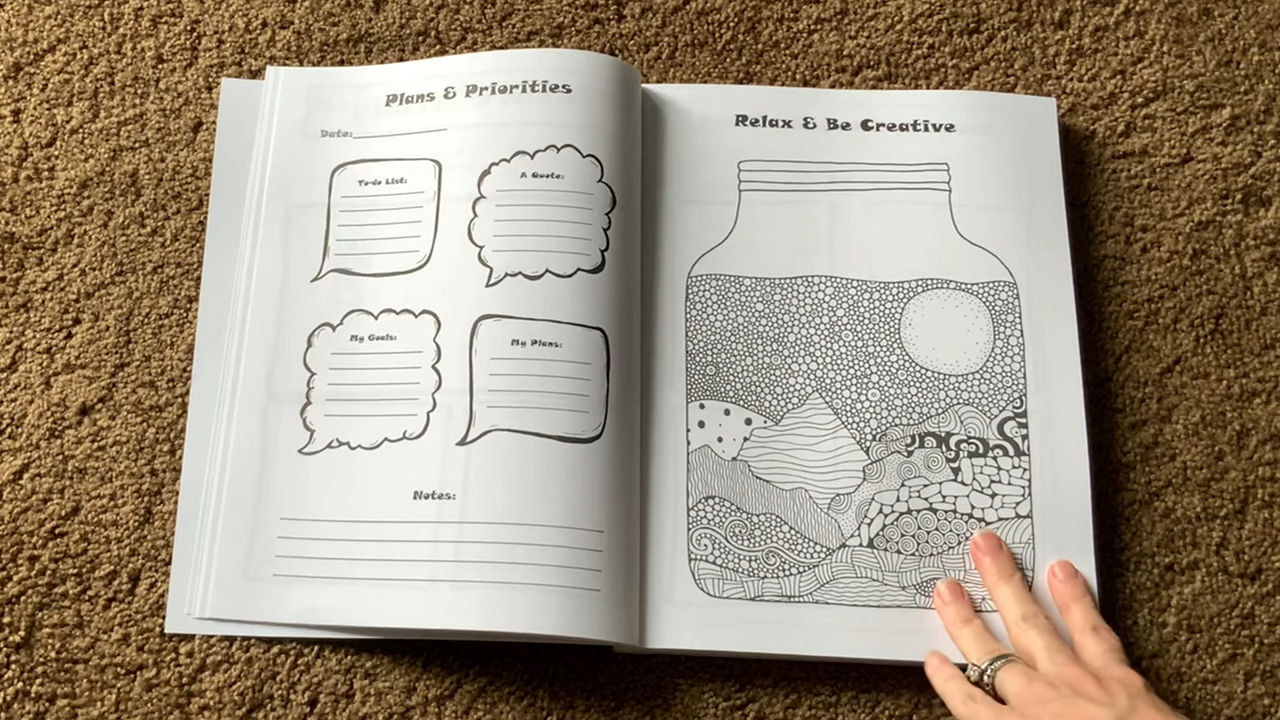 Plans & Priorities
Date:
To-do List:
A Quote:
My Goals:
My Plans:
Notes:
Relax & Be Creative